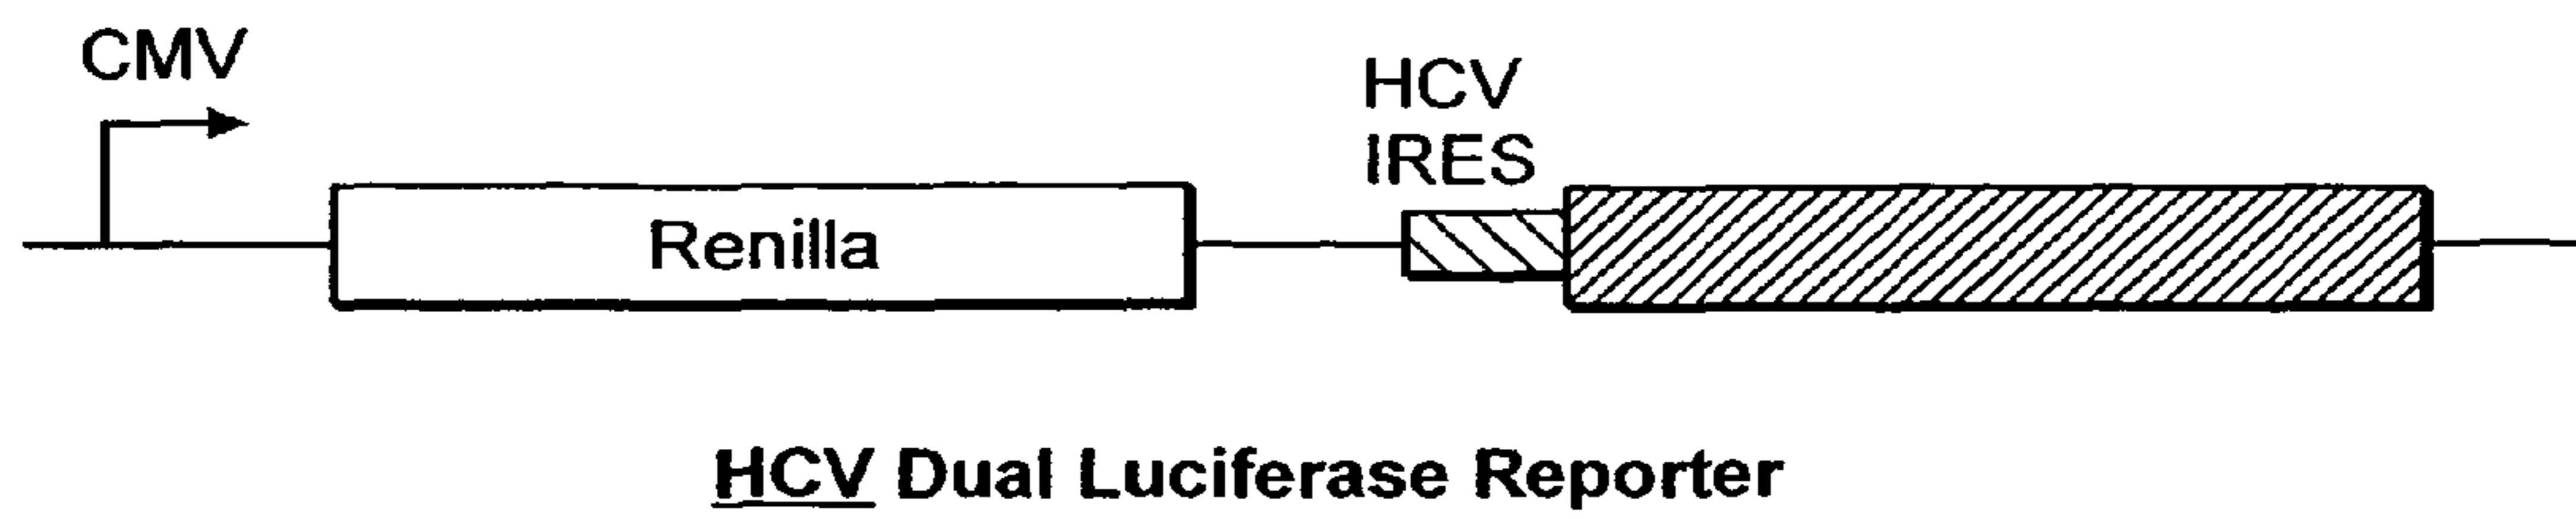 CMV
HCV
IRES
Renilla
HCV Dual Luciferase Reporter